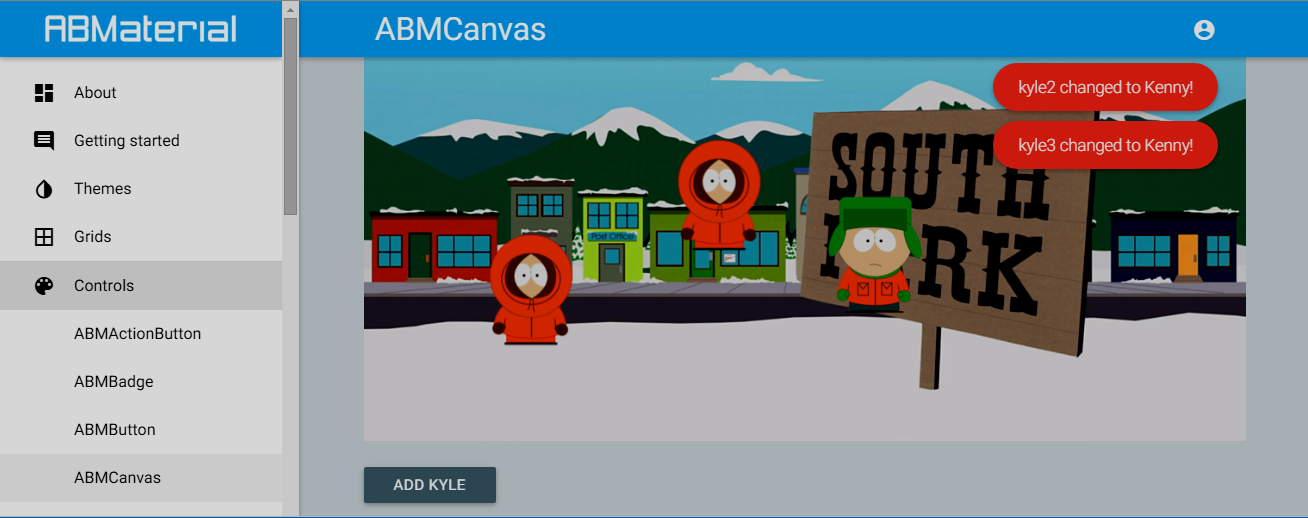 ABMaterial
ABMCanvas
About
Getting started
Themes
Grids
Controls
ABMActionButton
ABMBadge
ABMButton
ABMCanvas
kyle2 changed to Kenny!
kyle3 changed to Kenny!
SOUTH
PARK
Post Office
ADD KYLE